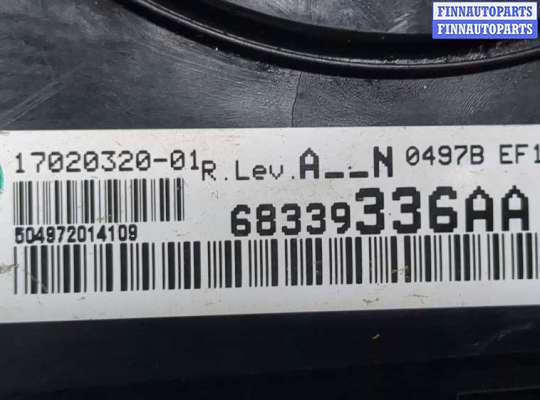 FINNAUTOPARTS
FINNAUTOPARTS
17020320-01 R.Lev.A__N 0497B EF1
504972014109 68339336AA